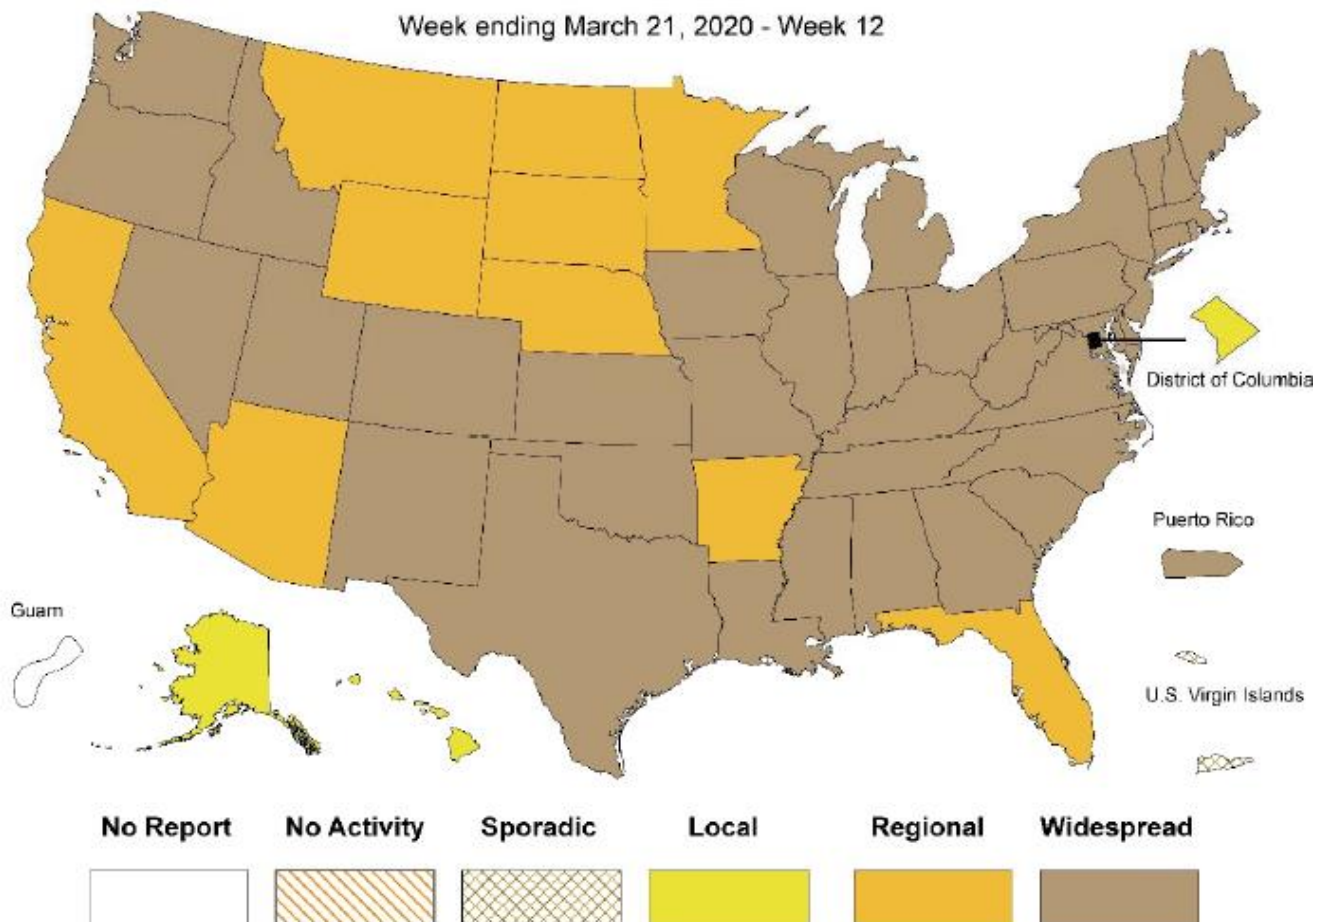 Week ending March 21, 2020 - Week 12
District of Columbia
Puerto Rico
Guam
U.S. Virgin Islands
No Report
No Activity
Sporadic
Local
Regional
Widespread